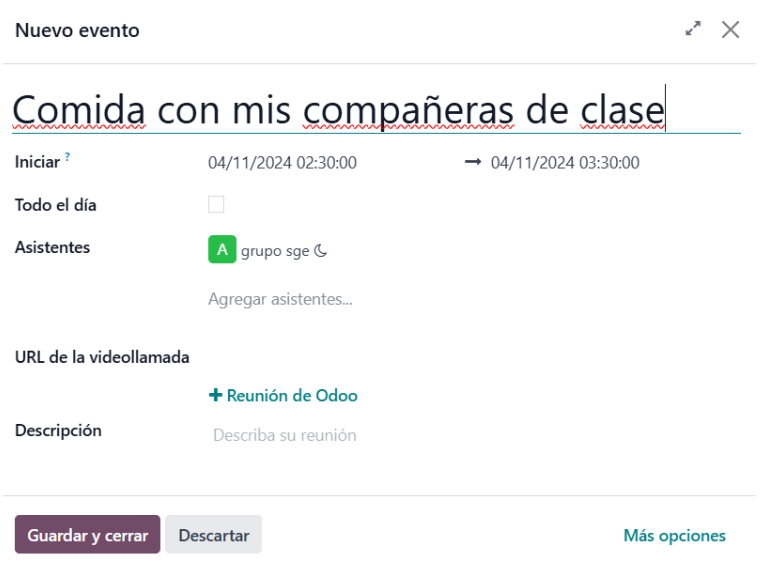 Nuevo evento
Comida con mis compañeras de clase
Iniciar ? 04/11/2024 02:30:00 → 04/11/2024 03:30:00
Todo el día
Asistentes A grupo sge
Agregar asistentes...
URL de la videollamada
+ Reunión de Odoo
Descripción Describa su reunión
Guardar y cerrar Descartar Más opciones